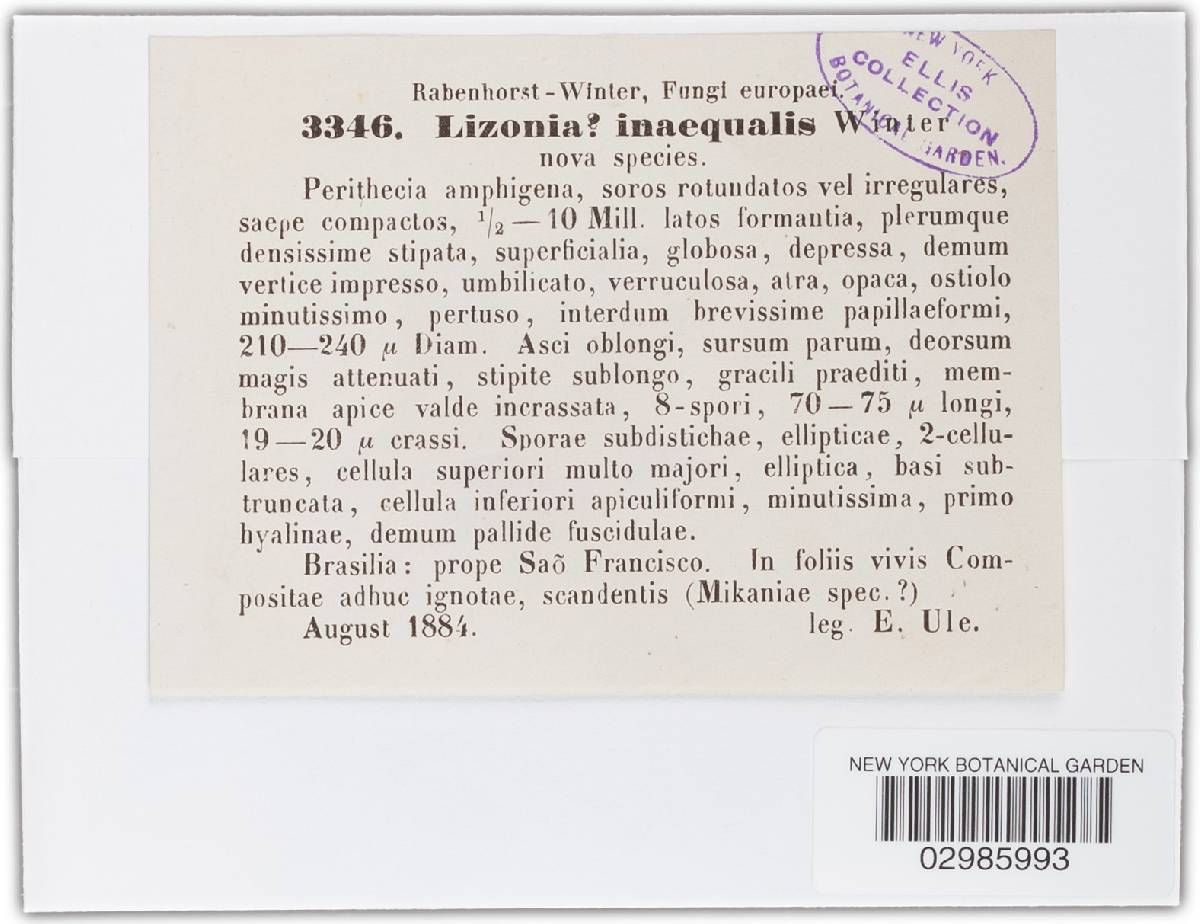 Rabenhorst-Winter, Fungi europaei.
3346. Lizonia? inaequalis Winter
nova species.
Perithecia amphigena, soros rotundatos vel irregulares,
saepe compactos, 1/2—10 Mill. latos formantia, plerumque
densissime stipata, superficialia, globosa, depressa, demum
vertice impresso, umbilicato, verruculosa, atra, opaca, ostiolo
minutissimo, pertuso, interdum brevissime papillaeformi,
210—240 µ Diam. Asci oblongi, sursum parum, deorsum
magis attenuati, stipite sublongo, gracili praediti, mem-
brana apice valde incrassata, 8-spori, 70—75 µ longi,
19—20 µ crassi. Sporae subdistichae, ellipticae, 2-cellu-
lares, cellula superiori multo majori, elliptica, basi sub-
truncata, cellula inferiori apiculiformi, minutissima, primo
hyalinae, demum pallide fuscidulae.
Brasilia: prope Saõ Francisco. In foliis vivis Com-
positae adhuc ignotae, scandentis (Mikaniae spec.?)
August 1884. leg. E. Ule.
NEW YORK
ELLIS
COLLECTION
BOTANICAL GARDEN.
NEW YORK BOTANICAL GARDEN
02985993